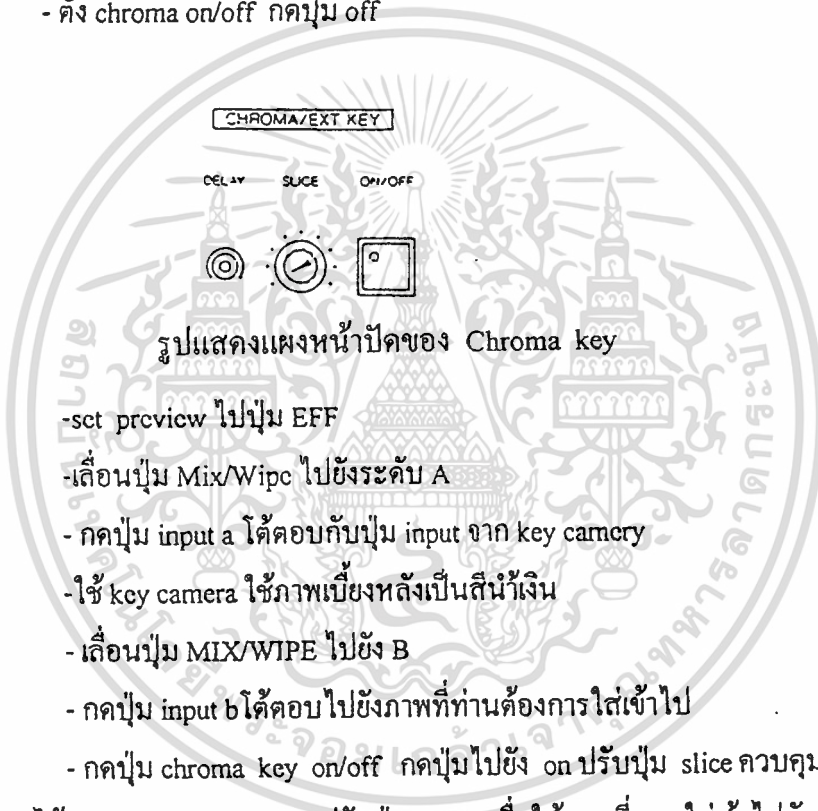 - ตั้ง chroma on/off กดปุ่ม off
CHROMA/EXT KEY
DELAY SLICE ON/OFF
รูปแสดงแผงหน้าปัดของ Chroma key
-set preview ไปปุ่ม EFF
-เลื่อนปุ่ม Mix/Wipe ไปยังระดับ A
- กดปุ่ม input a โต้ตอบกับปุ่ม input จาก key camery
-ใช้ key camera ใช้ภาพเบื้องหลังเป็นสีน้ำเงิน
- เลื่อนปุ่ม MIX/WIPE ไปยัง B
- กดปุ่ม input b โต้ตอบไปยังภาพที่ท่านต้องการใส่เข้าไป
- กดปุ่ม chroma key on/off กดปุ่มไปยัง on ปรับปุ่ม slice ควบคุม